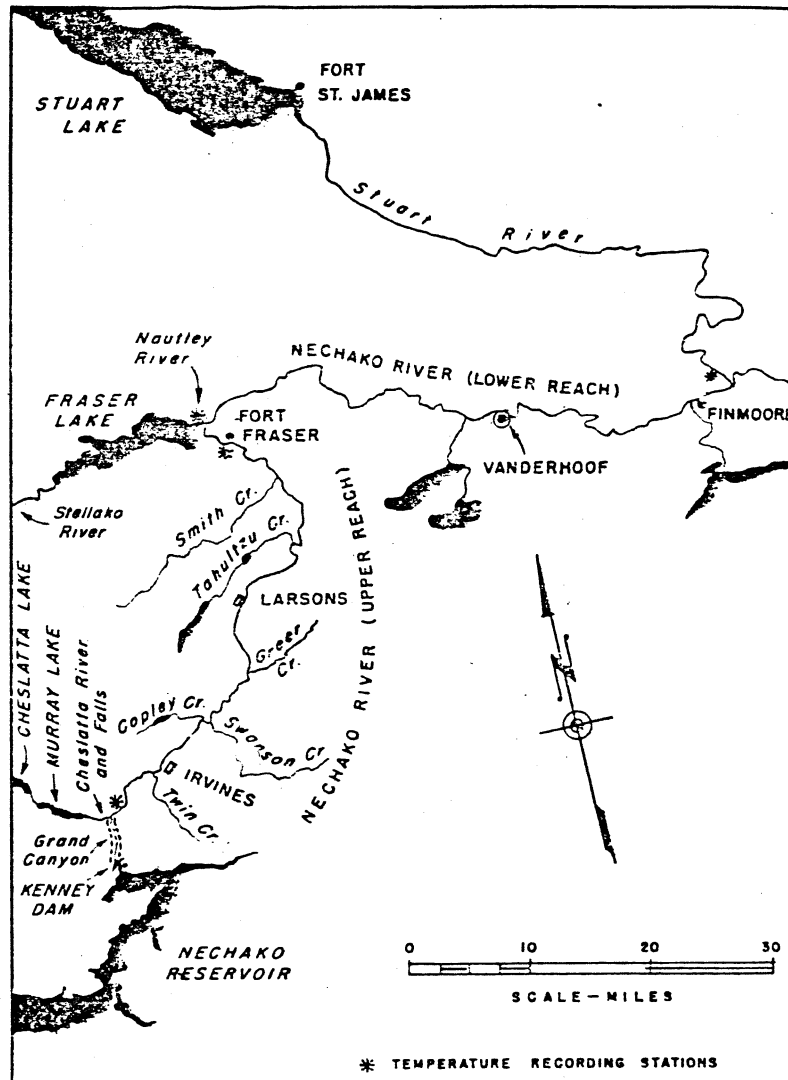 FORT
ST. JAMES
STUART
LAKE
Stuart River
Nautley
River
NECHAKO RIVER (LOWER REACH)
FRASER
LAKE
FORT
FRASER
FINMOORE
VANDERHOOF
Stellako
River
Smith Cr.
Tahultzu Cr.
NECHAKO RIVER (UPPER REACH)
LARSONS
CHESLATTA LAKE
MURRAY LAKE
Cheslatta River
and Falls
Greer
Cr.
Copley Cr.
Swanson Cr.
IRVINES
Twin Cr.
Grand
Canyon
KENNEY
DAM
NECHAKO
RESERVOIR
N
0 10 20 30
SCALE – MILES
* TEMPERATURE RECORDING STATIONS